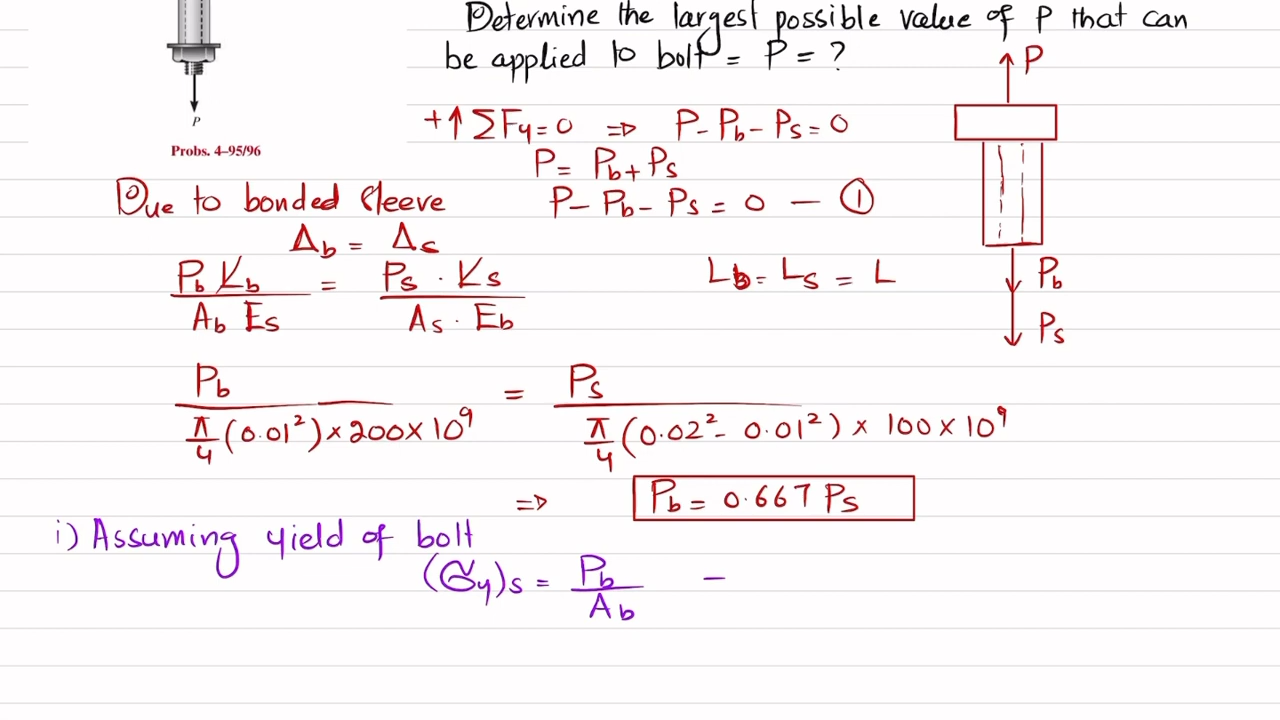 Determine the largest possible value of P that can
be applied to bolt = P = ?
P
P
Probs. 4–95/96
+↑ ΣFy = 0 ⇒ P - Pb - Ps = 0
P = Pb + Ps
Due to bonded sleeve P - Pb - Ps = 0 — ①
Δb = Δs
Pb Lb / Ab Es = Ps . Ls / As . Eb
Lb = Ls = L
Pb
Ps
Pb / π/4 (0.01²) × 200 × 10⁹ = Ps / π/4 (0.02² - 0.01²) × 100 × 10⁹
⇒ Pb = 0.667 Ps
i) Assuming yield of bolt
(σy)s = Pb / Ab –